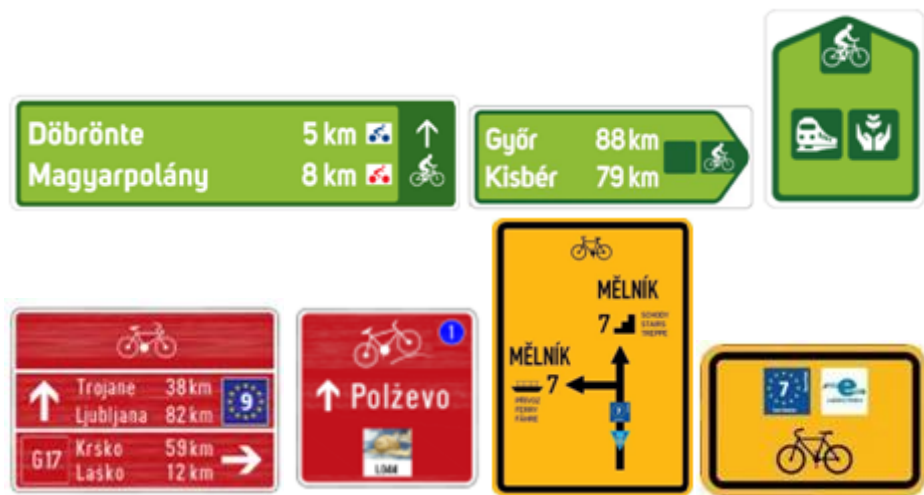 Döbrönte 5 km
Magyarpolány 8 km
Győr 88 km
Kisbér 79 km
Trojane 38 km
Ljubljana 82 km
9
G17
Krško 59 km
Laško 12 km
1
Polževo
MĚLNÍK
7
SCHODY
STAIRS
TREPPE
MĚLNÍK
7
PŘÍVOZ
FERRY
FÄHRE
7